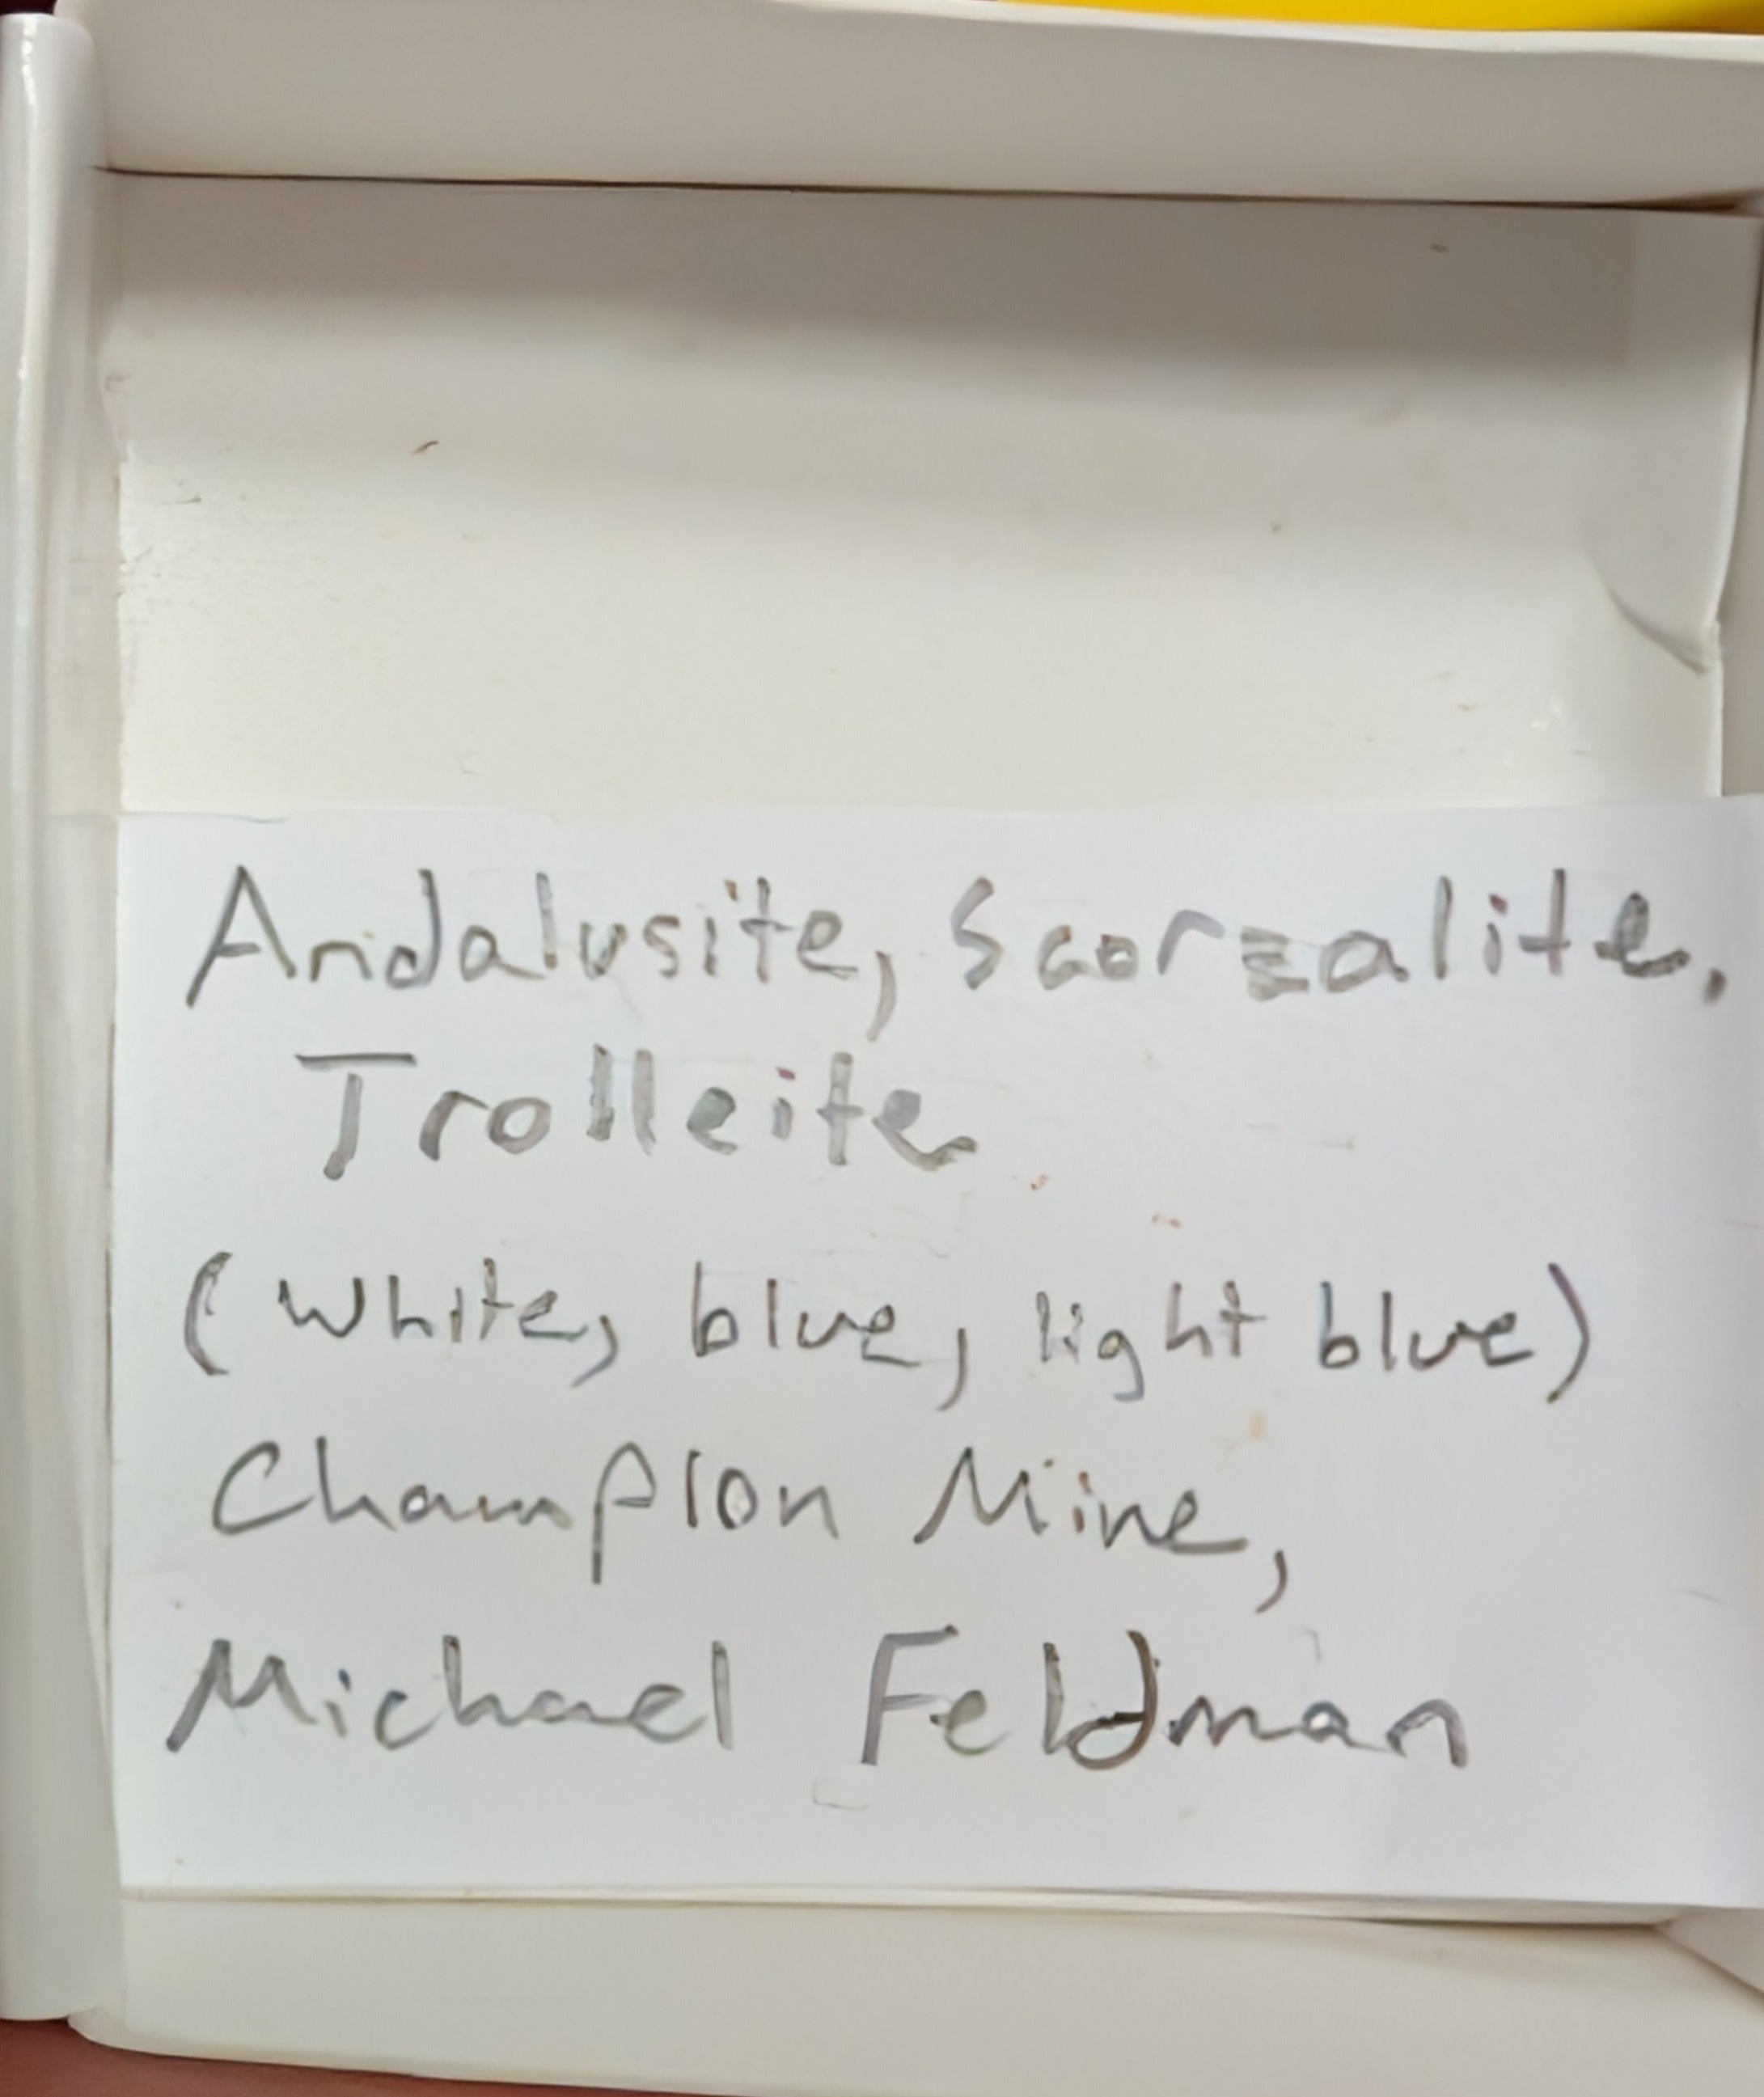 Andalusite, Scorzalite,
Trolleite
(white, blue, light blue)
Champion Mine,
Michael Feldman